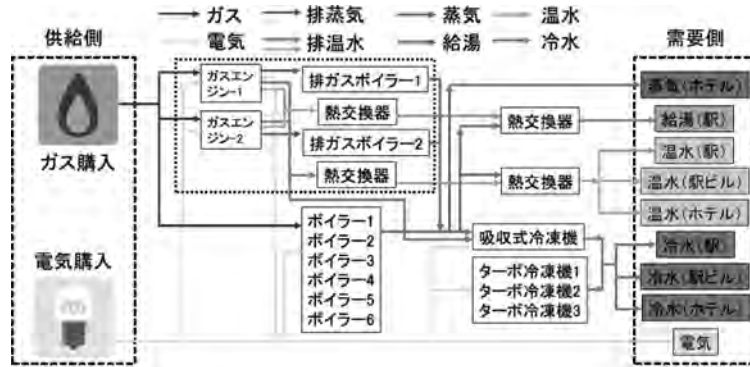 ガス 排蒸気 蒸気 温水
電気 排温水 給湯 冷水
供給側
需要側
ガス購入
電気購入
ガスエン
ジン-1
ガスエン
ジン-2
排ガスボイラー1
熱交換器
排ガスボイラー2
熱交換器
ボイラー1
ボイラー2
ボイラー3
ボイラー4
ボイラー5
ボイラー6
熱交換器
熱交換器
吸収式冷凍機
ターボ冷凍機1
ターボ冷凍機2
ターボ冷凍機3
蒸気(ホテル)
給湯(駅)
温水(駅)
温水(駅ビル)
温水(ホテル)
冷水(駅)
冷水(駅ビル)
冷水(ホテル)
電気